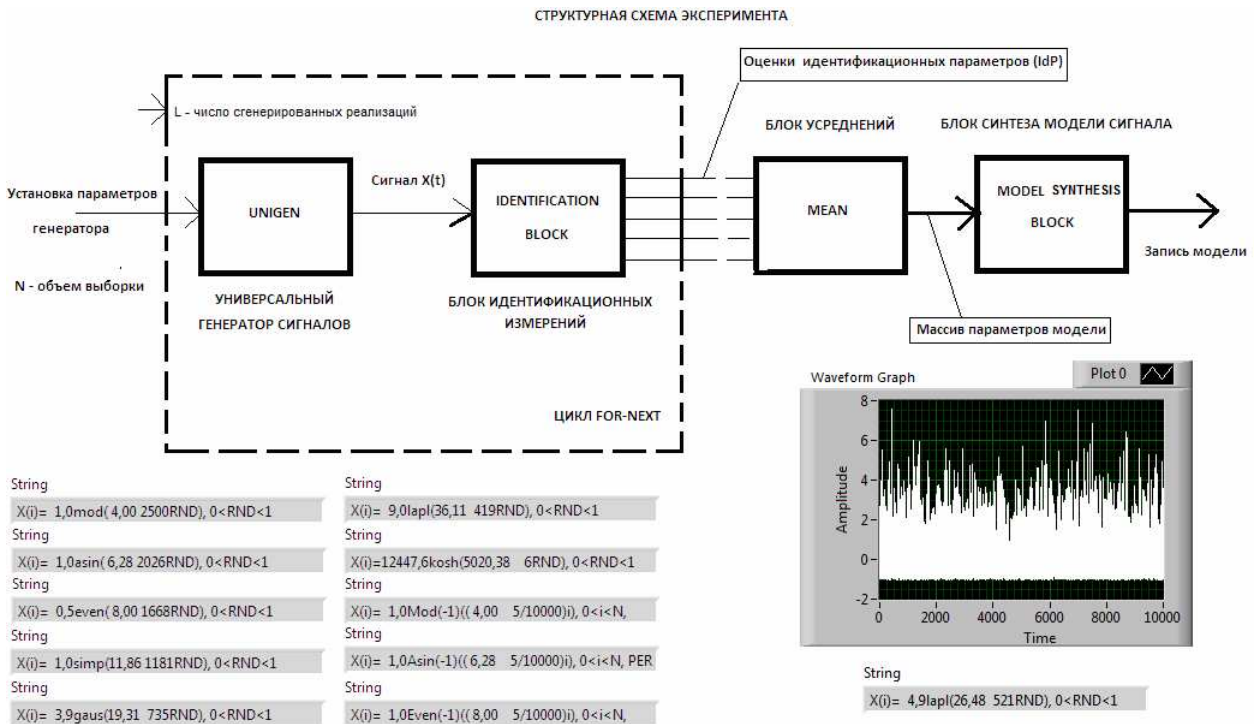 СТРУКТУРНАЯ СХЕМА ЭКСПЕРИМЕНТА
Оценки идентификационных параметров (IdP)
L - число сгенерированных реализаций
БЛОК УСРЕДНЕНИЙ
БЛОК СИНТЕЗА МОДЕЛИ СИГНАЛА
Установка параметров
генератора
N - объем выборки
UNIGEN
Сигнал X(t)
IDENTIFICATION
BLOCK
MEAN
MODEL SYNTHESIS
BLOCK
Запись модели
УНИВЕРСАЛЬНЫЙ
ГЕНЕРАТОР СИГНАЛОВ
БЛОК ИДЕНТИФИКАЦИОННЫХ
ИЗМЕРЕНИЙ
Массив параметров модели
ЦИКЛ FOR-NEXT
Waveform Graph
Plot 0
Amplitude
8
6
4
2
0
-2
0 2000 4000 6000 8000 10000
Time
String
X(i)= 1,0mod( 4,00 2500RND), 0<RND<1
String
X(i)= 1,0asin( 6,28 2026RND), 0<RND<1
String
X(i)= 0,5even( 8,00 1668RND), 0<RND<1
String
X(i)= 1,0simp(11,86 1181RND), 0<RND<1
String
X(i)= 3,9gaus(19,31 735RND), 0<RND<1
String
X(i)= 9,0lapl(36,11 419RND), 0<RND<1
String
X(i)=12447,6kosh(5020,38 6RND), 0<RND<1
String
X(i)= 1,0Mod(-1)(( 4,00 5/10000)i), 0<i<N,
String
X(i)= 1,0Asin(-1)(( 6,28 5/10000)i), 0<i<N, PER
String
X(i)= 1,0Even(-1)(( 8,00 5/10000)i), 0<i<N,
String
X(i)= 4,9lapl(26,48 521RND), 0<RND<1